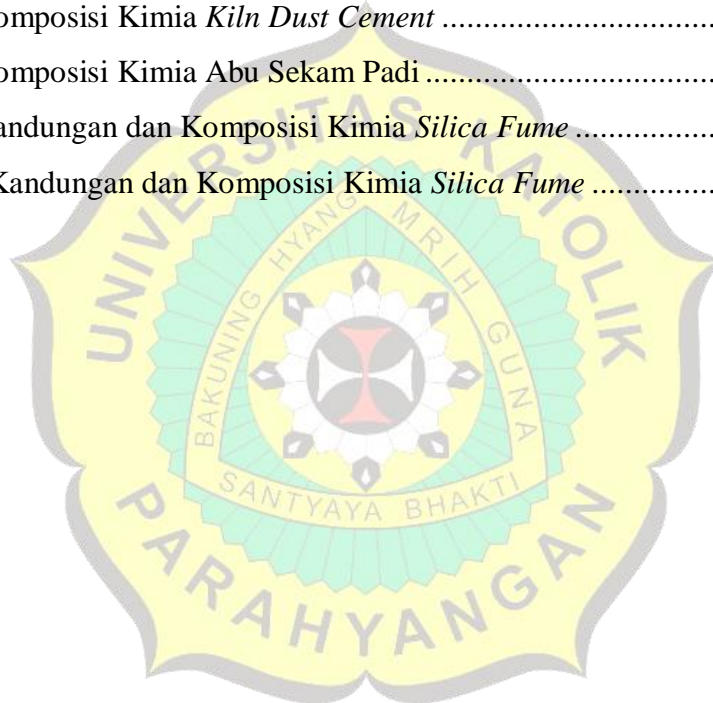 omposisi Kimia Kiln Dust Cement .................................
omposisi Kimia Abu Sekam Padi ...................................
andungan dan Komposisi Kimia Silica Fume .................
Kandungan dan Komposisi Kimia Silica Fume ...............
UNIVERSITAS KATOLIK
BAKUNING HYANG MRIH GUNA
SANTYAYA BHAKTI
PARAHYANGAN